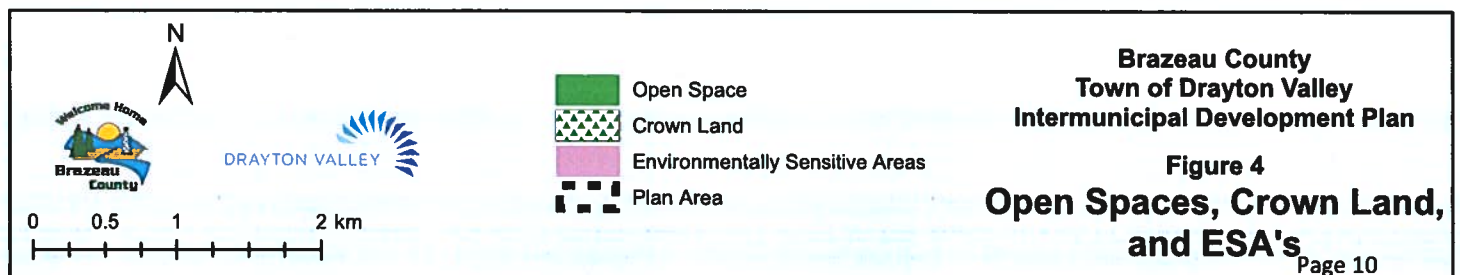 N
Welcome Home
Brazeau
County
DRAYTON VALLEY
0 0.5 1 2 km
Open Space
Crown Land
Environmentally Sensitive Areas
Plan Area
Brazeau County
Town of Drayton Valley
Intermunicipal Development Plan
Figure 4
Open Spaces, Crown Land,
and ESA's
Page 10